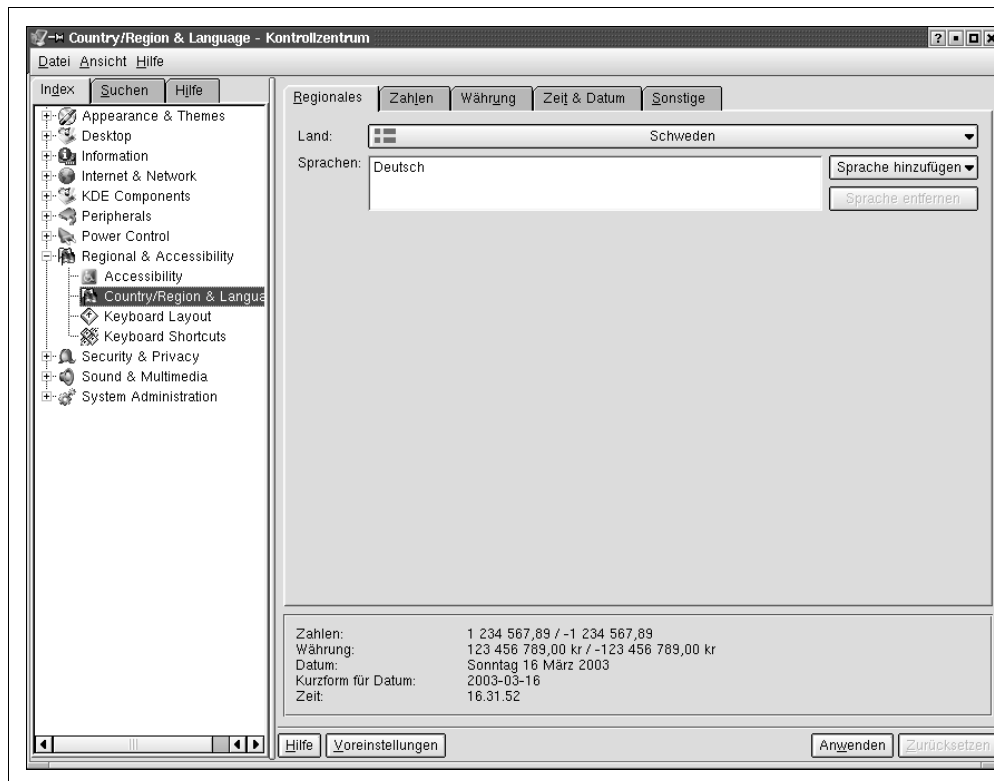 Country/Region & Language - Kontrollzentrum
Datei Ansicht Hilfe
Index Suchen Hilfe
Appearance & Themes
Desktop
Information
Internet & Network
KDE Components
Peripherals
Power Control
Regional & Accessibility
Accessibility
Country/Region & Langua
Keyboard Layout
Keyboard Shortcuts
Security & Privacy
Sound & Multimedia
System Administration
Regionales Zahlen Währung Zeit & Datum Sonstige
Land: Schweden
Sprachen: Deutsch Sprache hinzufügen
Sprache entfernen
Zahlen: 1 234 567,89 / -1 234 567,89
Währung: 123 456 789,00 kr / -123 456 789,00 kr
Datum: Sonntag 16 März 2003
Kurzform für Datum: 2003-03-16
Zeit: 16.31.52
Hilfe Voreinstellungen Anwenden Zurücksetzen